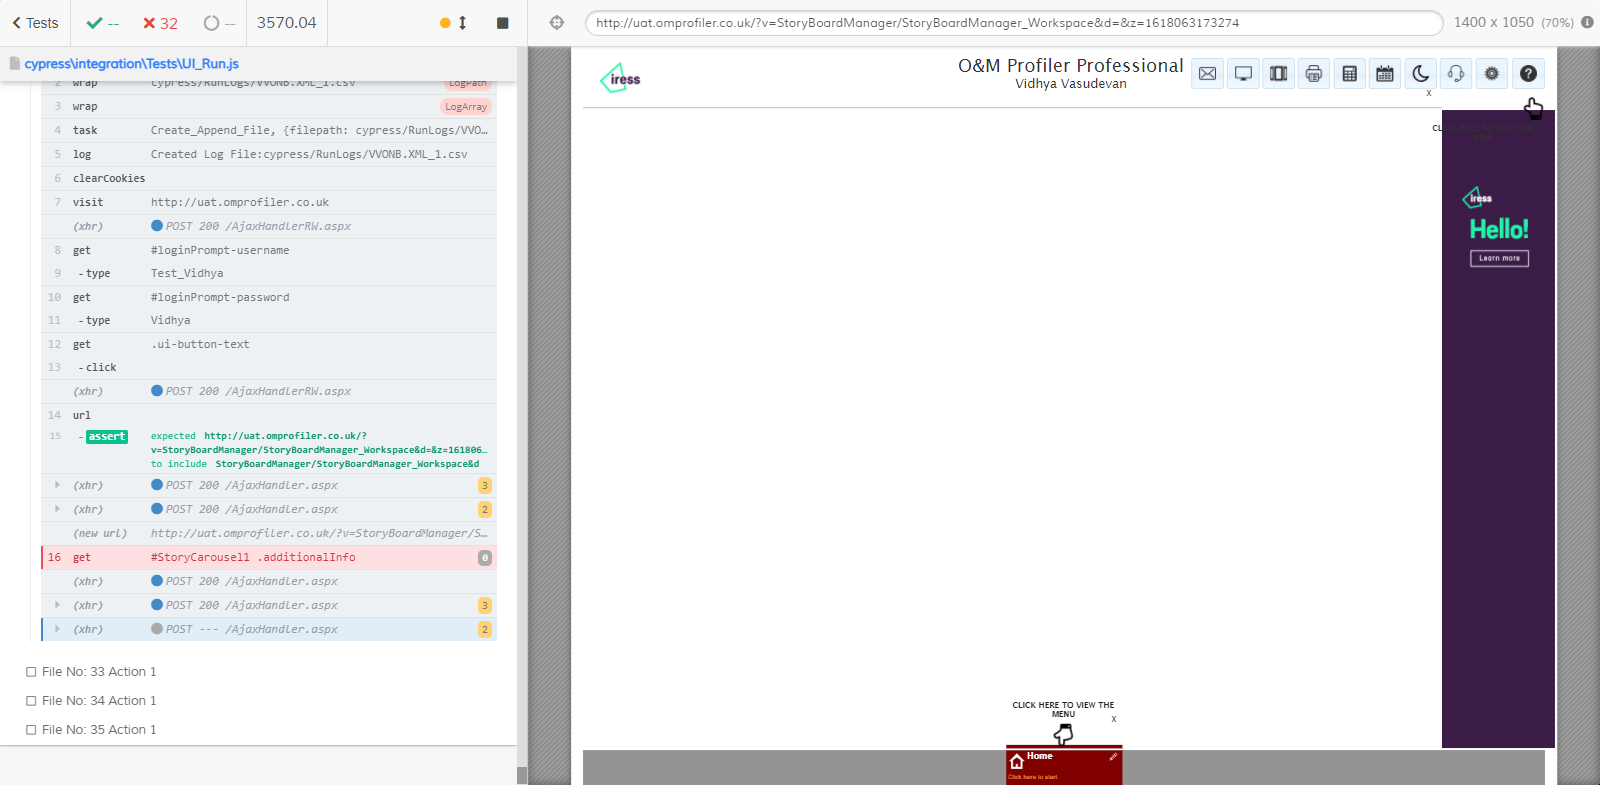 Tests
--
32
--
3570.04
http://uat.omprofiler.co.uk/?v=StoryBoardManager/StoryBoardManager_Workspace&d=&z=1618063173274
1400 x 1050 (70%)
cypress\integration\Tests\UI_Run.js
2 wrap cypress/RunLogs/VVONB.XML_1.csv LogPath
3 wrap LogArray
4 task Create_Append_File, {filepath: cypress/RunLogs/VVO…
5 log Created Log File:cypress/RunLogs/VVONB.XML_1.csv
6 clearCookies
7 visit http://uat.omprofiler.co.uk
(xhr) POST 200 /AjaxHandlerRW.aspx
8 get #loginPrompt-username
9 -type Test_Vidhya
10 get #loginPrompt-password
11 -type Vidhya
12 get .ui-button-text
13 -click
(xhr) POST 200 /AjaxHandlerRW.aspx
14 url
15 -assert expected http://uat.omprofiler.co.uk/?
v=StoryBoardManager/StoryBoardManager_Workspace&d=&z=161806…
to include StoryBoardManager/StoryBoardManager_Workspace&d
(xhr) POST 200 /AjaxHandler.aspx 3
(xhr) POST 200 /AjaxHandler.aspx 2
(new url) http://uat.omprofiler.co.uk/?v=StoryBoardManager/S…
16 get #StoryCarousel1 .additionalInfo 0
(xhr) POST 200 /AjaxHandler.aspx
(xhr) POST 200 /AjaxHandler.aspx 3
(xhr) POST --- /AjaxHandler.aspx 2
File No: 33 Action 1
File No: 34 Action 1
File No: 35 Action 1
iress
O&M Profiler Professional
Vidhya Vasudevan
x
CLICK HERE TO VIEW THE
HELP
iress
Hello!
Learn more
CLICK HERE TO VIEW THE
MENU
x
Home
Click here to start